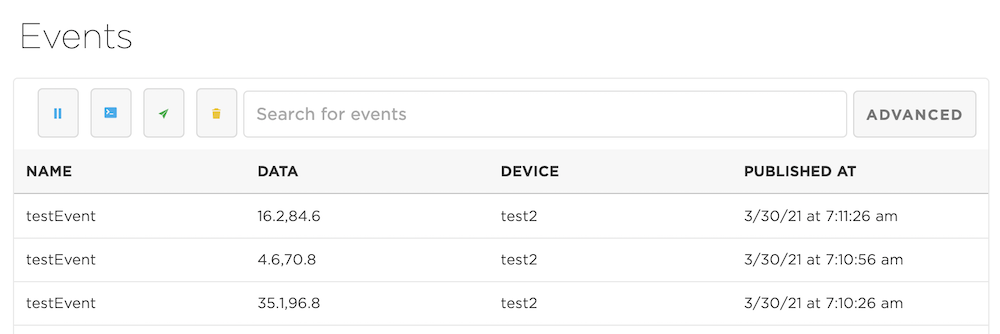 Events
Search for events ADVANCED
NAME DATA DEVICE PUBLISHED AT
testEvent 16.2,84.6 test2 3/30/21 at 7:11:26 am
testEvent 4.6,70.8 test2 3/30/21 at 7:10:56 am
testEvent 35.1,96.8 test2 3/30/21 at 7:10:26 am